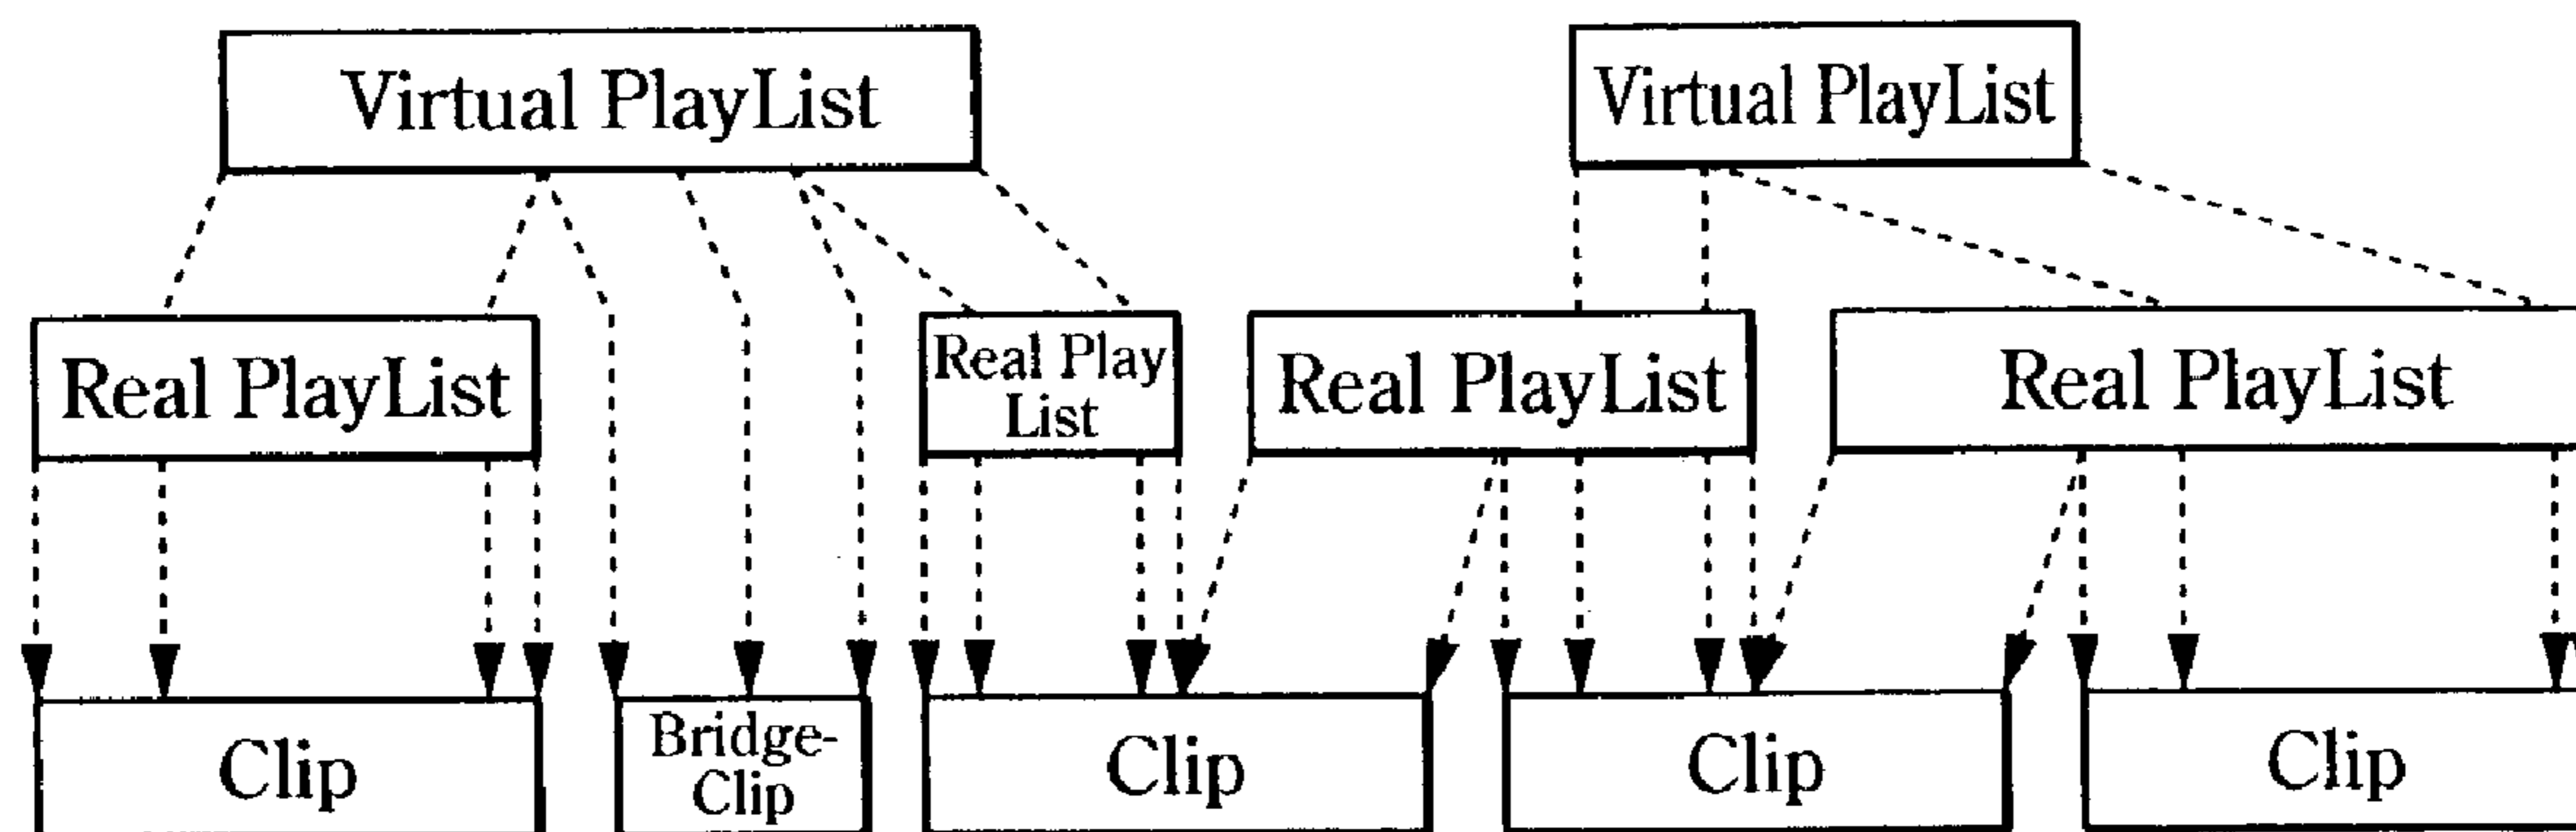 Virtual PlayList
Virtual PlayList
Real PlayList
Real Play
List
Real PlayList
Real PlayList
Clip
Bridge-
Clip
Clip
Clip
Clip